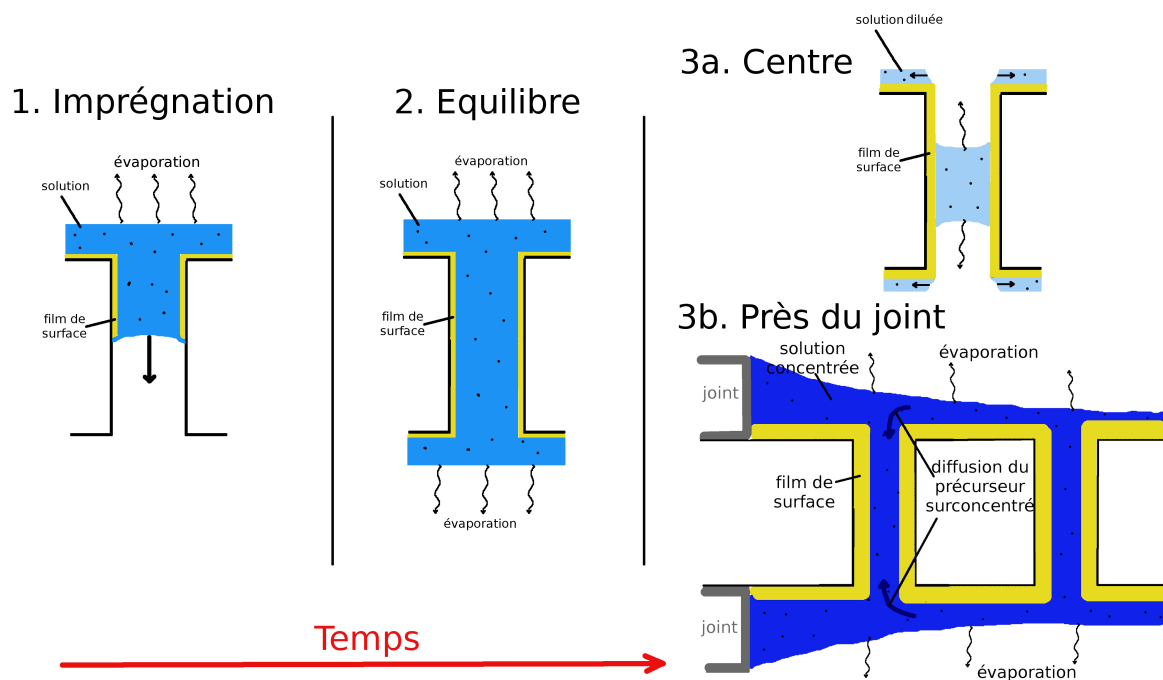 1. Imprégnation
évaporation
solution
film de
surface
2. Equilibre
évaporation
solution
film de
surface
évaporation
3a. Centre
solution diluée
film de
surface
3b. Près du joint
solution
concentrée
évaporation
joint
film de
surface
diffusion du
précurseur
surconcentré
joint
évaporation
Temps